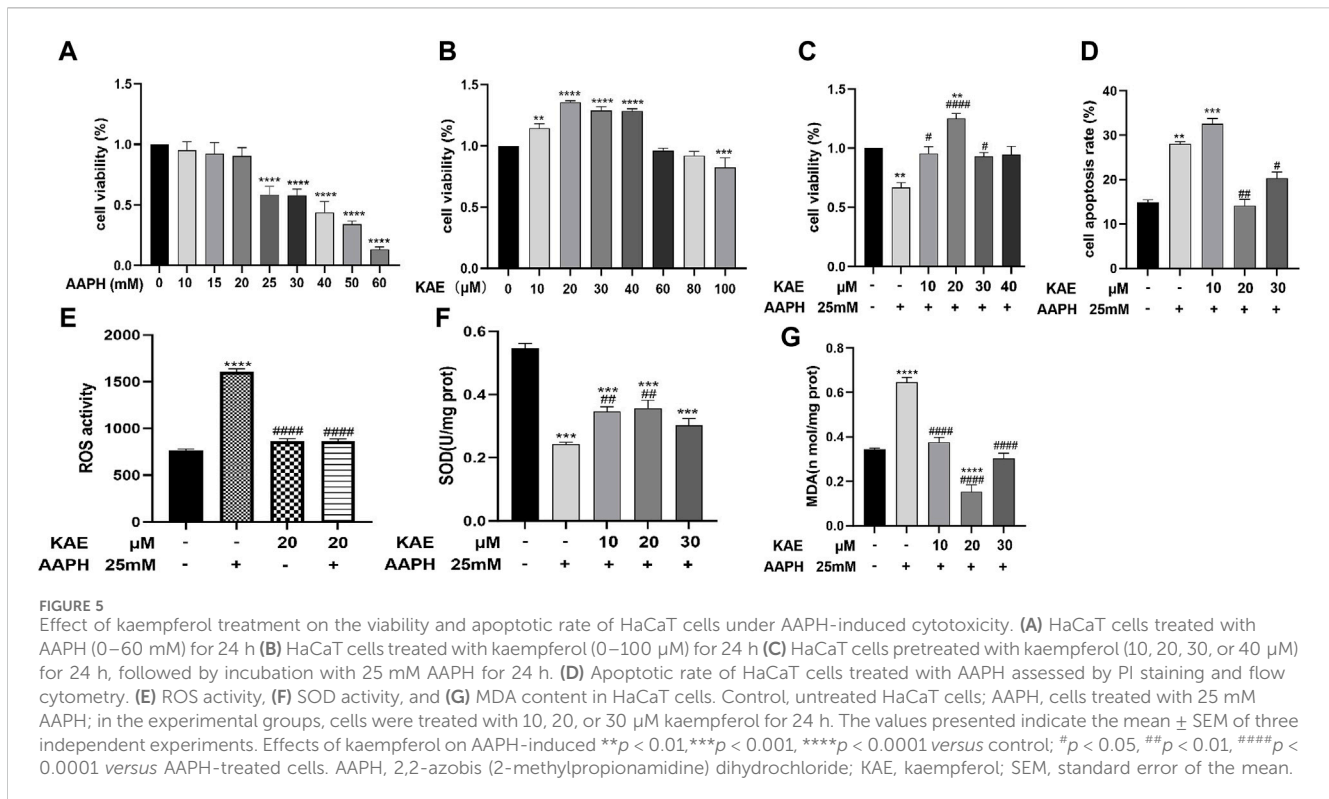 A
cell viability (%)
1.5
1.0
0.5
0.0
****
****
****
****
****
AAPH (mM)
0 10 15 20 25 30 40 50 60
B
cell viability (%)
1.5
1.0
0.5
0.0
**
****
****
****
***
KAE (μM)
0 10 20 30 40 60 80 100
C
cell viability (%)
1.5
1.0
0.5
0.0
**
#
**
####
#
KAE μM - - 10 20 30 40
AAPH 25mM - + + + + +
D
cell apoptosis rate (%)
40
30
20
10
0
**
***
##
#
KAE μM - - 10 20 30
AAPH 25mM - + + + +
E
ROS activity
2000
1500
1000
500
0
****
####
####
KAE μM - - 20 20
AAPH 25mM - + - +
F
SOD(U/mg prot)
0.6
0.4
0.2
0.0
***
***
##
***
##
***
KAE μM - - 10 20 30
AAPH 25mM - + + + +
G
MDA(n mol/mg prot)
0.8
0.6
0.4
0.2
0.0
****
####
****
####
####
KAE μM - - 10 20 30
AAPH 25mM - + + + +
FIGURE 5
Effect of kaempferol treatment on the viability and apoptotic rate of HaCaT cells under AAPH-induced cytotoxicity. (A) HaCaT cells treated with
AAPH (0–60 mM) for 24 h (B) HaCaT cells treated with kaempferol (0–100 μM) for 24 h (C) HaCaT cells pretreated with kaempferol (10, 20, 30, or 40 μM)
for 24 h, followed by incubation with 25 mM AAPH for 24 h. (D) Apoptotic rate of HaCaT cells treated with AAPH assessed by PI staining and flow
cytometry. (E) ROS activity, (F) SOD activity, and (G) MDA content in HaCaT cells. Control, untreated HaCaT cells; AAPH, cells treated with 25 mM
AAPH; in the experimental groups, cells were treated with 10, 20, or 30 μM kaempferol for 24 h. The values presented indicate the mean ± SEM of three
independent experiments. Effects of kaempferol on AAPH-induced **p < 0.01,***p < 0.001, ****p < 0.0001 versus control; #p < 0.05, ##p < 0.01, ####p <
0.0001 versus AAPH-treated cells. AAPH, 2,2-azobis (2-methylpropionamidine) dihydrochloride; KAE, kaempferol; SEM, standard error of the mean.